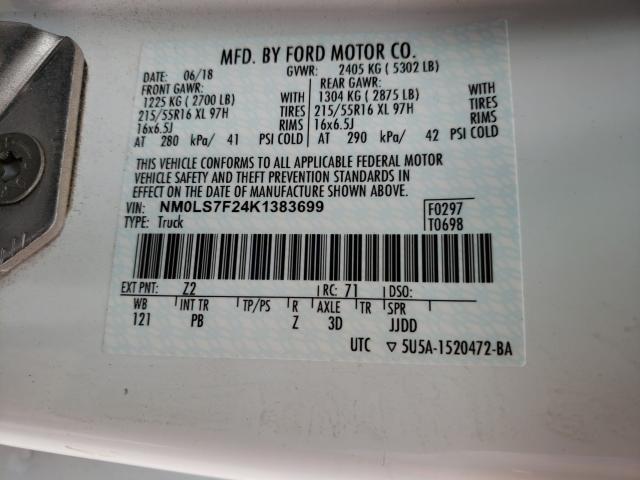 MFD. BY FORD MOTOR CO.
DATE: 06/18 GVWR: 2405 KG ( 5302 LB)
FRONT GAWR: REAR GAWR:
1225 KG ( 2700 LB) WITH 1304 KG ( 2875 LB) WITH
215/55R16 XL 97H TIRES 215/55R16 XL 97H TIRES
16x6.5J RIMS 16x6.5J RIMS
AT 280 kPa/ 41 PSI COLD AT 290 kPa/ 42 PSI COLD
THIS VEHICLE CONFORMS TO ALL APPLICABLE FEDERAL MOTOR
VEHICLE SAFETY AND THEFT PREVENTION STANDARDS IN
EFFECT ON THE DATE OF MANUFACTURE SHOWN ABOVE.
VIN: NM0LS7F24K1383699 F0297
TYPE: Truck T0698
EXT PNT: Z2 RC: 71 DSO:
WB INT TR TP/PS R AXLE TR SPR
121 PB Z 3D JJDD
UTC ▽ 5U5A-1520472-BA